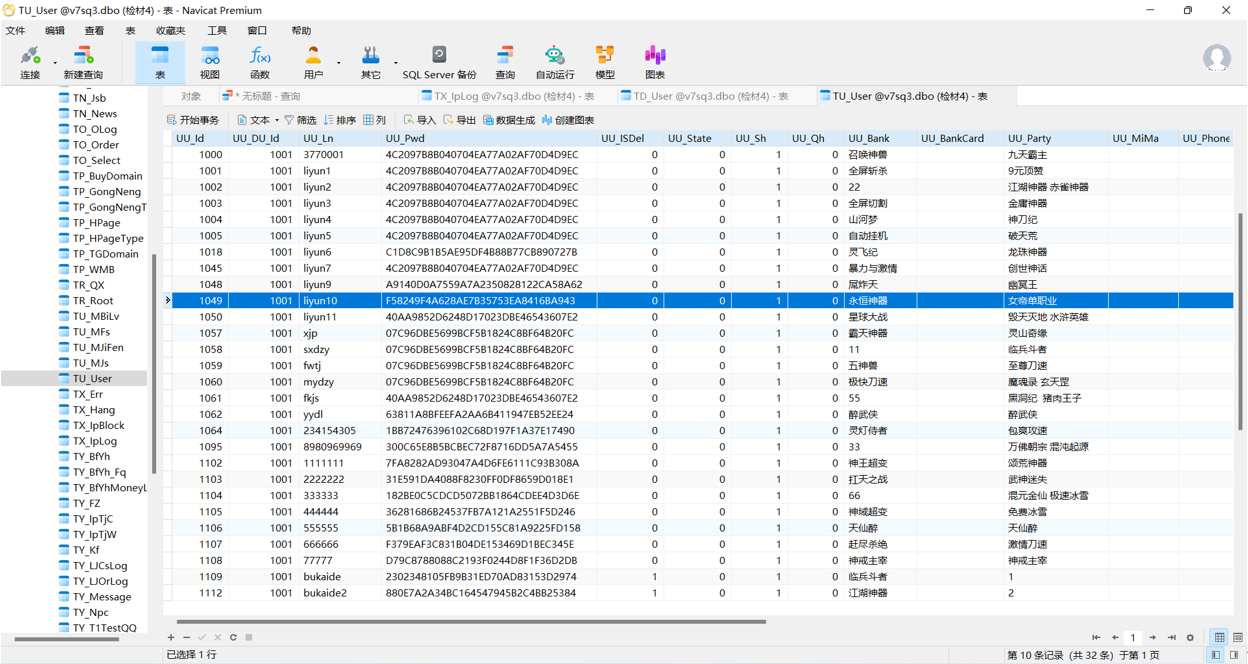 TU_User @v7sq3.dbo (检材4) - 表 - Navicat Premium
文件 编辑 查看 表 收藏夹 工具 窗口 帮助
连接 新建查询 表 视图 函数 用户 其它 SQL Server 备份 查询 自动运行 模型 图表
对象 * 无标题 - 查询 TX_IpLog @v7sq3.dbo (检材4) - 表 TD_User @v7sq3.dbo (检材4) - 表 TU_User @v7sq3.dbo (检材4) - 表
开始事务 文本 筛选 排序 列 导入 导出 数据生成 创建图表
TN_Jsb
TN_News
TO_OLog
TO_Order
TO_Select
TP_BuyDomain
TP_GongNeng
TP_GongNengT
TP_HPage
TP_HPageType
TP_TGDomain
TP_WMB
TR_QX
TR_Root
TU_MBiLv
TU_MFs
TU_MJiFen
TU_MJs
TU_User
TX_Err
TX_Hang
TX_IpBlock
TX_IpLog
TY_BfYh
TY_BfYh_Fq
TY_BfYhMoneyL
TY_FZ
TY_IpTjC
TY_IpTjW
TY_Kf
TY_LJCsLog
TY_LJOrLog
TY_Message
TY_Npc
TY_T1TestQQ
UU_Id UU_DU_Id UU_Ln UU_Pwd UU_ISDel UU_State UU_Sh UU_Qh UU_Bank UU_BankCard UU_Party UU_MiMa UU_Phone
1000 1001 3770001 4C2097B8B040704EA77A02AF70D4D9EC 0 0 1 0 召唤神兽 九天霸主
1001 1001 liyun1 4C2097B8B040704EA77A02AF70D4D9EC 0 0 1 0 全屏斩杀 9元顶赞
1002 1001 liyun2 4C2097B8B040704EA77A02AF70D4D9EC 0 0 1 0 22 江湖神器 赤雀神器
1003 1001 liyun3 4C2097B8B040704EA77A02AF70D4D9EC 0 0 1 0 全屏切割 金庸神器
1004 1001 liyun4 4C2097B8B040704EA77A02AF70D4D9EC 0 0 1 0 山河梦 神刀纪
1005 1001 liyun5 4C2097B8B040704EA77A02AF70D4D9EC 0 0 1 0 自动挂机 破天荒
1018 1001 liyun6 C1D8C9B1B5AE95DF4B88B77CB890727B 0 0 1 0 灵飞纪 龙珠神器
1045 1001 liyun7 4C2097B8B040704EA77A02AF70D4D9EC 0 0 1 0 暴力与激情 创世神话
1048 1001 liyun9 A9140D0A7559A7A2350828122CA58A62 0 0 1 0 屌炸天 幽冥王
1049 1001 liyun10 F58249F4A628AE7B35753EA8416BA943 0 0 1 0 永恒神器 女帝单职业
1050 1001 liyun11 40AA9852D6248D17023DBE46543607E2 0 0 1 0 星球大战 毁天灭地 水浒英雄
1057 1001 xjp 07C96DBE5699BCF5B1824C8BF64B20FC 0 0 1 0 霸天神器 灵山奇缘
1058 1001 sxdzy 07C96DBE5699BCF5B1824C8BF64B20FC 0 0 1 0 11 临兵斗者
1059 1001 fwtj 07C96DBE5699BCF5B1824C8BF64B20FC 0 0 1 0 五神兽 至尊刀速
1060 1001 mydzy 07C96DBE5699BCF5B1824C8BF64B20FC 0 0 1 0 极快刀速 魔魂录 玄天罡
1061 1001 fkjs 40AA9852D6248D17023DBE46543607E2 0 0 1 0 55 黑洞纪 猪肉王子
1062 1001 yydl 63811A8BFEEFA2AA6B411947EB52EE24 0 0 1 0 醉武侠 醉武侠
1064 1001 234154305 1BB72476396102C68D197F1A37E17490 0 0 1 0 灵灯侍者 包爽攻速
1095 1001 8980969969 300C65E8B5BCBEC72F8716DD5A7A5455 0 0 1 0 33 万佛朝宗 混沌起源
1102 1001 1111111 7FA8282AD93047A4D6FE6111C93B308A 0 0 1 0 神王超变 颂荒神器
1103 1001 2222222 31E591DA4088F8230FF0DF8659D018E1 0 0 1 0 扛天之战 武神迷失
1104 1001 333333 182BE0C5CDCD5072BB1864CDEE4D3D6E 0 0 1 0 66 混元金仙 极速冰雪
1105 1001 444444 36281686B24537FB7A121A2551F5D246 0 0 1 0 神域超变 免费冰雪
1106 1001 555555 5B1B68A9ABF4D2CD155C81A9225FD158 0 0 1 0 天仙醉 天仙醉
1107 1001 666666 F379EAF3C831B04DE153469D1BEC345E 0 0 1 0 赶尽杀绝 激情刀速
1108 1001 77777 D79C8788088C2193F0244D8F1F36D2DB 0 0 1 0 神戒主宰 神戒主宰
1109 1001 bukaide 2302348105FB9B31ED70AD83153D2974 1 0 1 0 临兵斗者 1
1112 1001 bukaide2 880E7A2A34BC164547945B2C4BB25384 1 0 1 0 江湖神器 2
1
已选择 1 行 第 10 条记录 (共 32 条) 于第 1 页